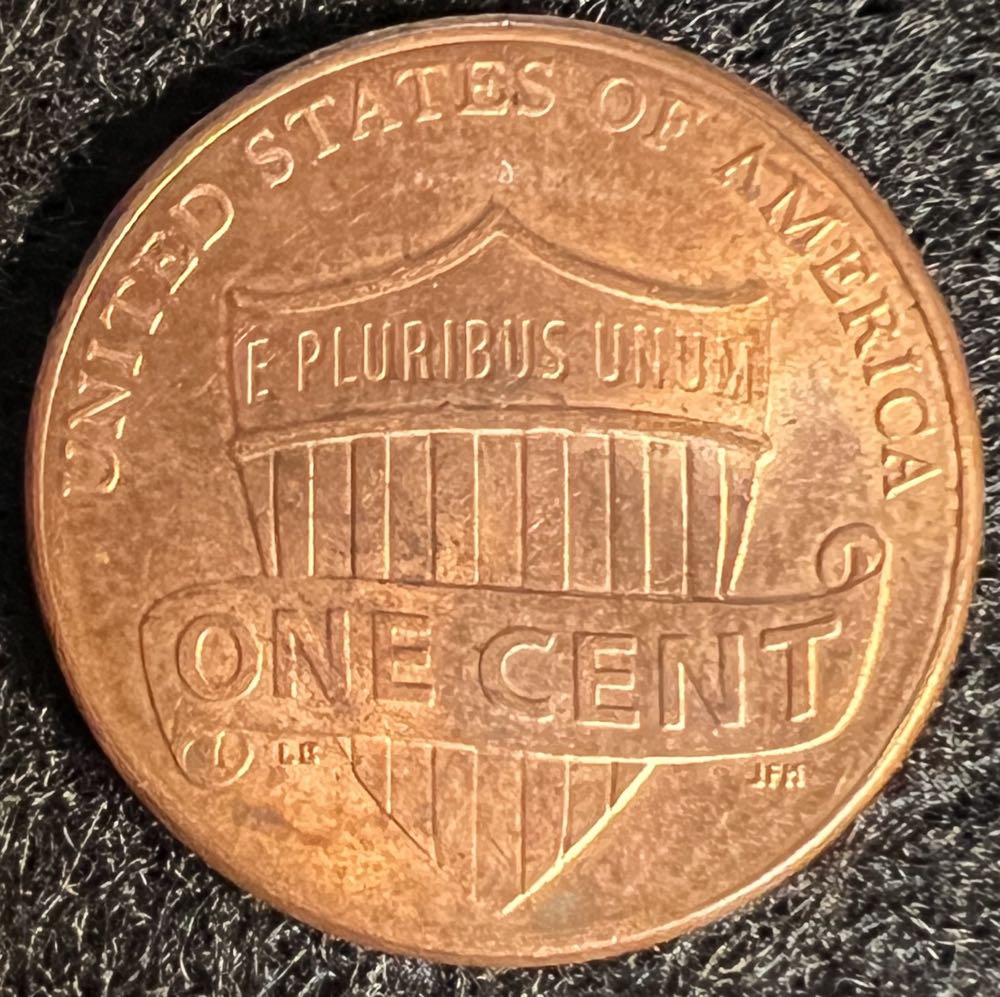 UNITED STATES OF AMERICA
E PLURIBUS UNUM
ONE CENT
LB
JFM